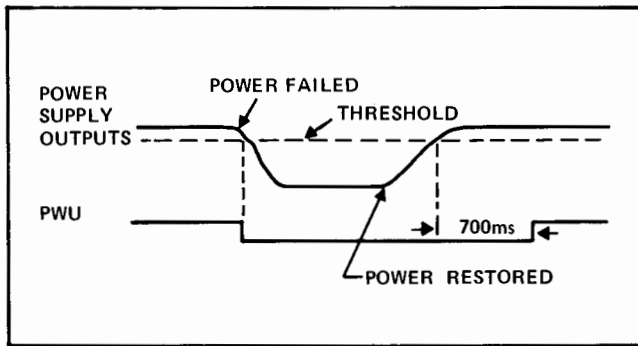 POWER FAILED
POWER
SUPPLY
OUTPUTS
THRESHOLD
PWU
700ms
POWER RESTORED